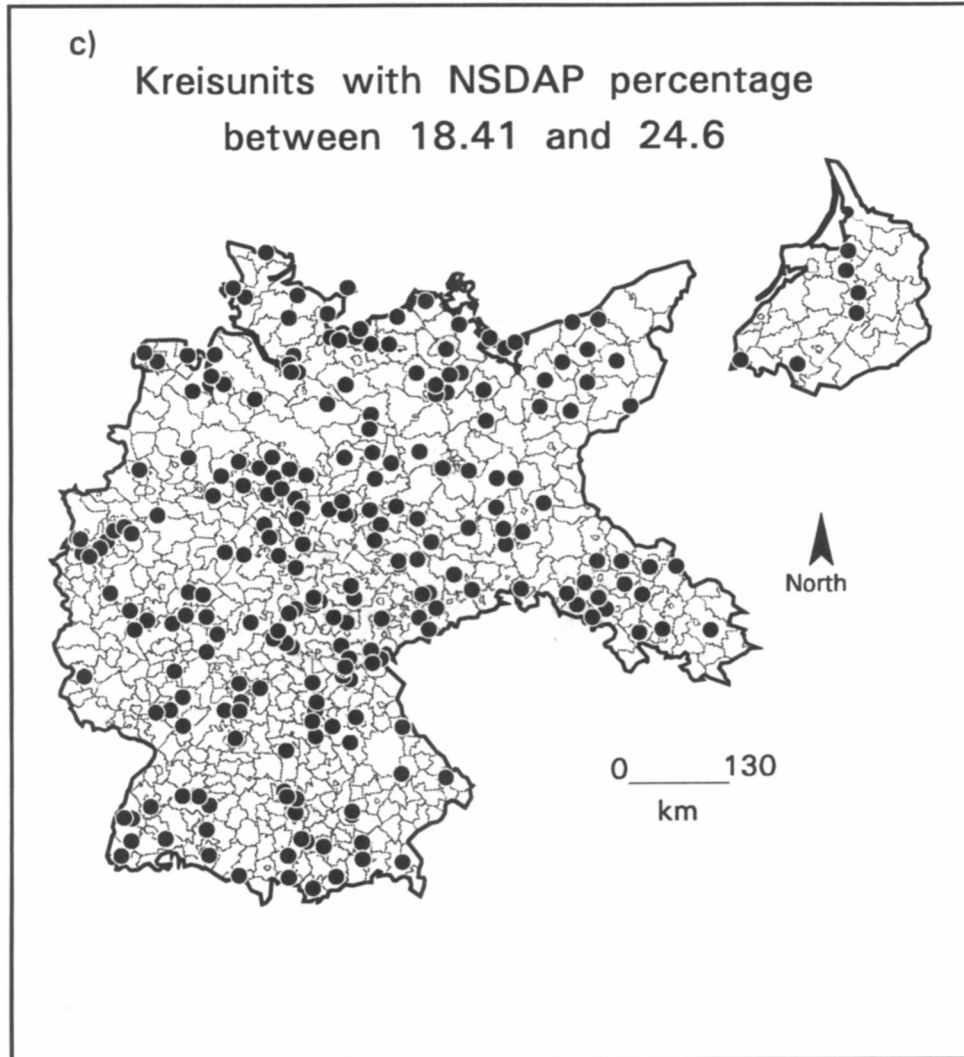 c)
Kreisunits with NSDAP percentage
between 18.41 and 24.6
North
0 130
km